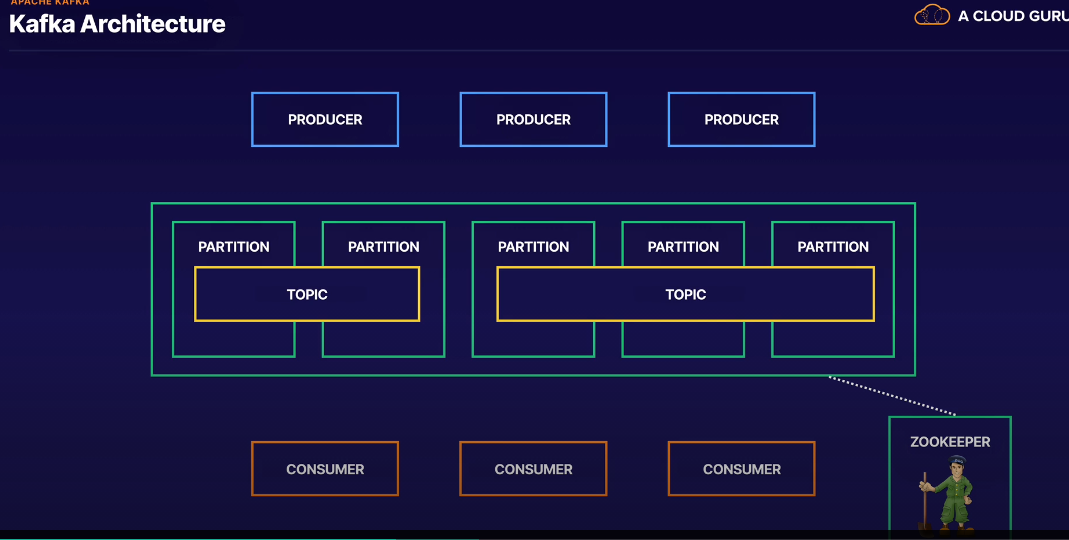 APACHE KAFKA
Kafka Architecture
A CLOUD GURU
PRODUCER PRODUCER PRODUCER
PARTITION PARTITION PARTITION PARTITION PARTITION
TOPIC TOPIC
ZOOKEEPER
CONSUMER CONSUMER CONSUMER